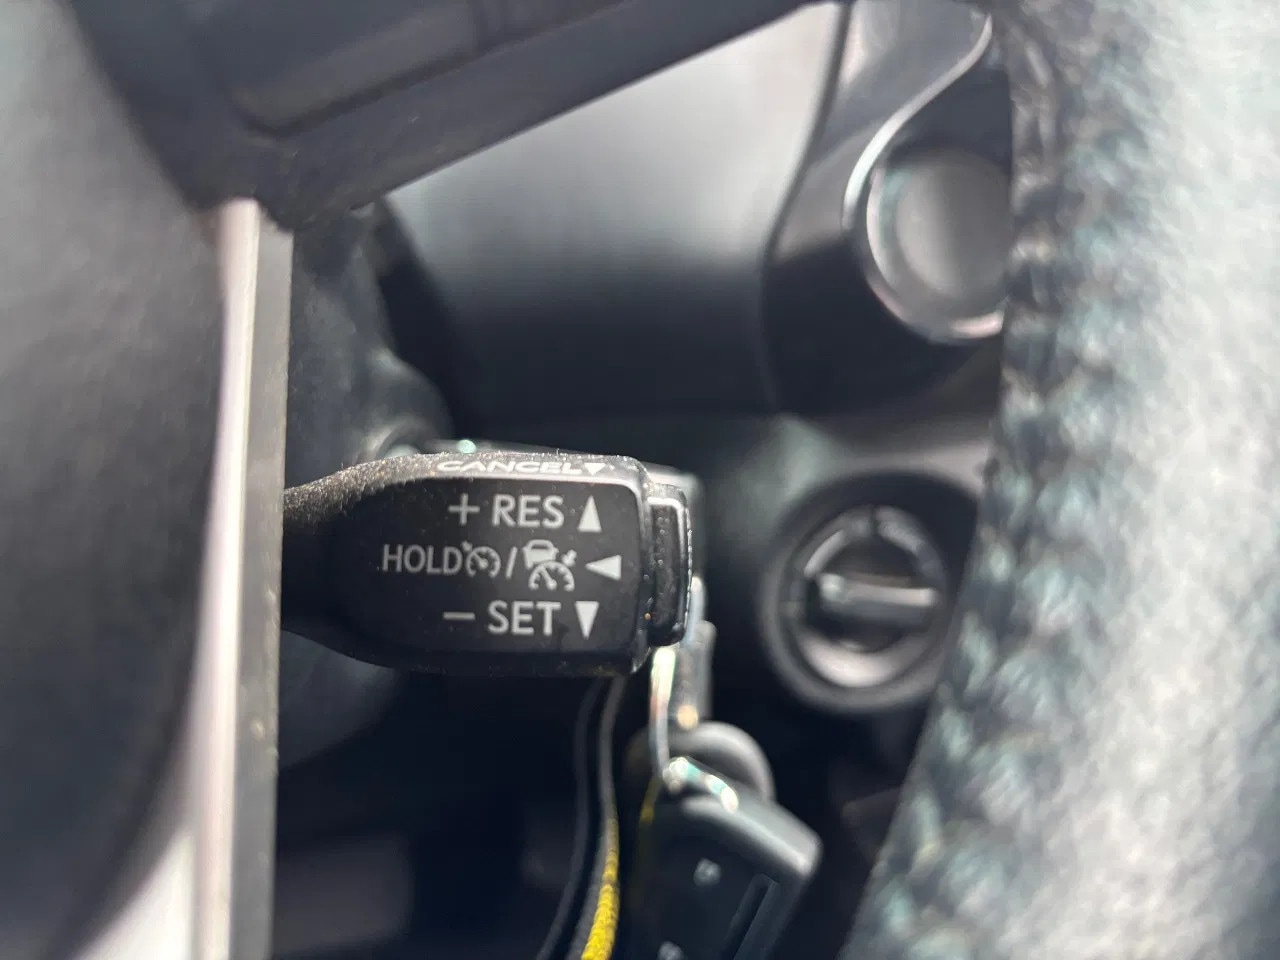 CANCEL▼
+ RES ▲
HOLD / ◀
− SET ▼